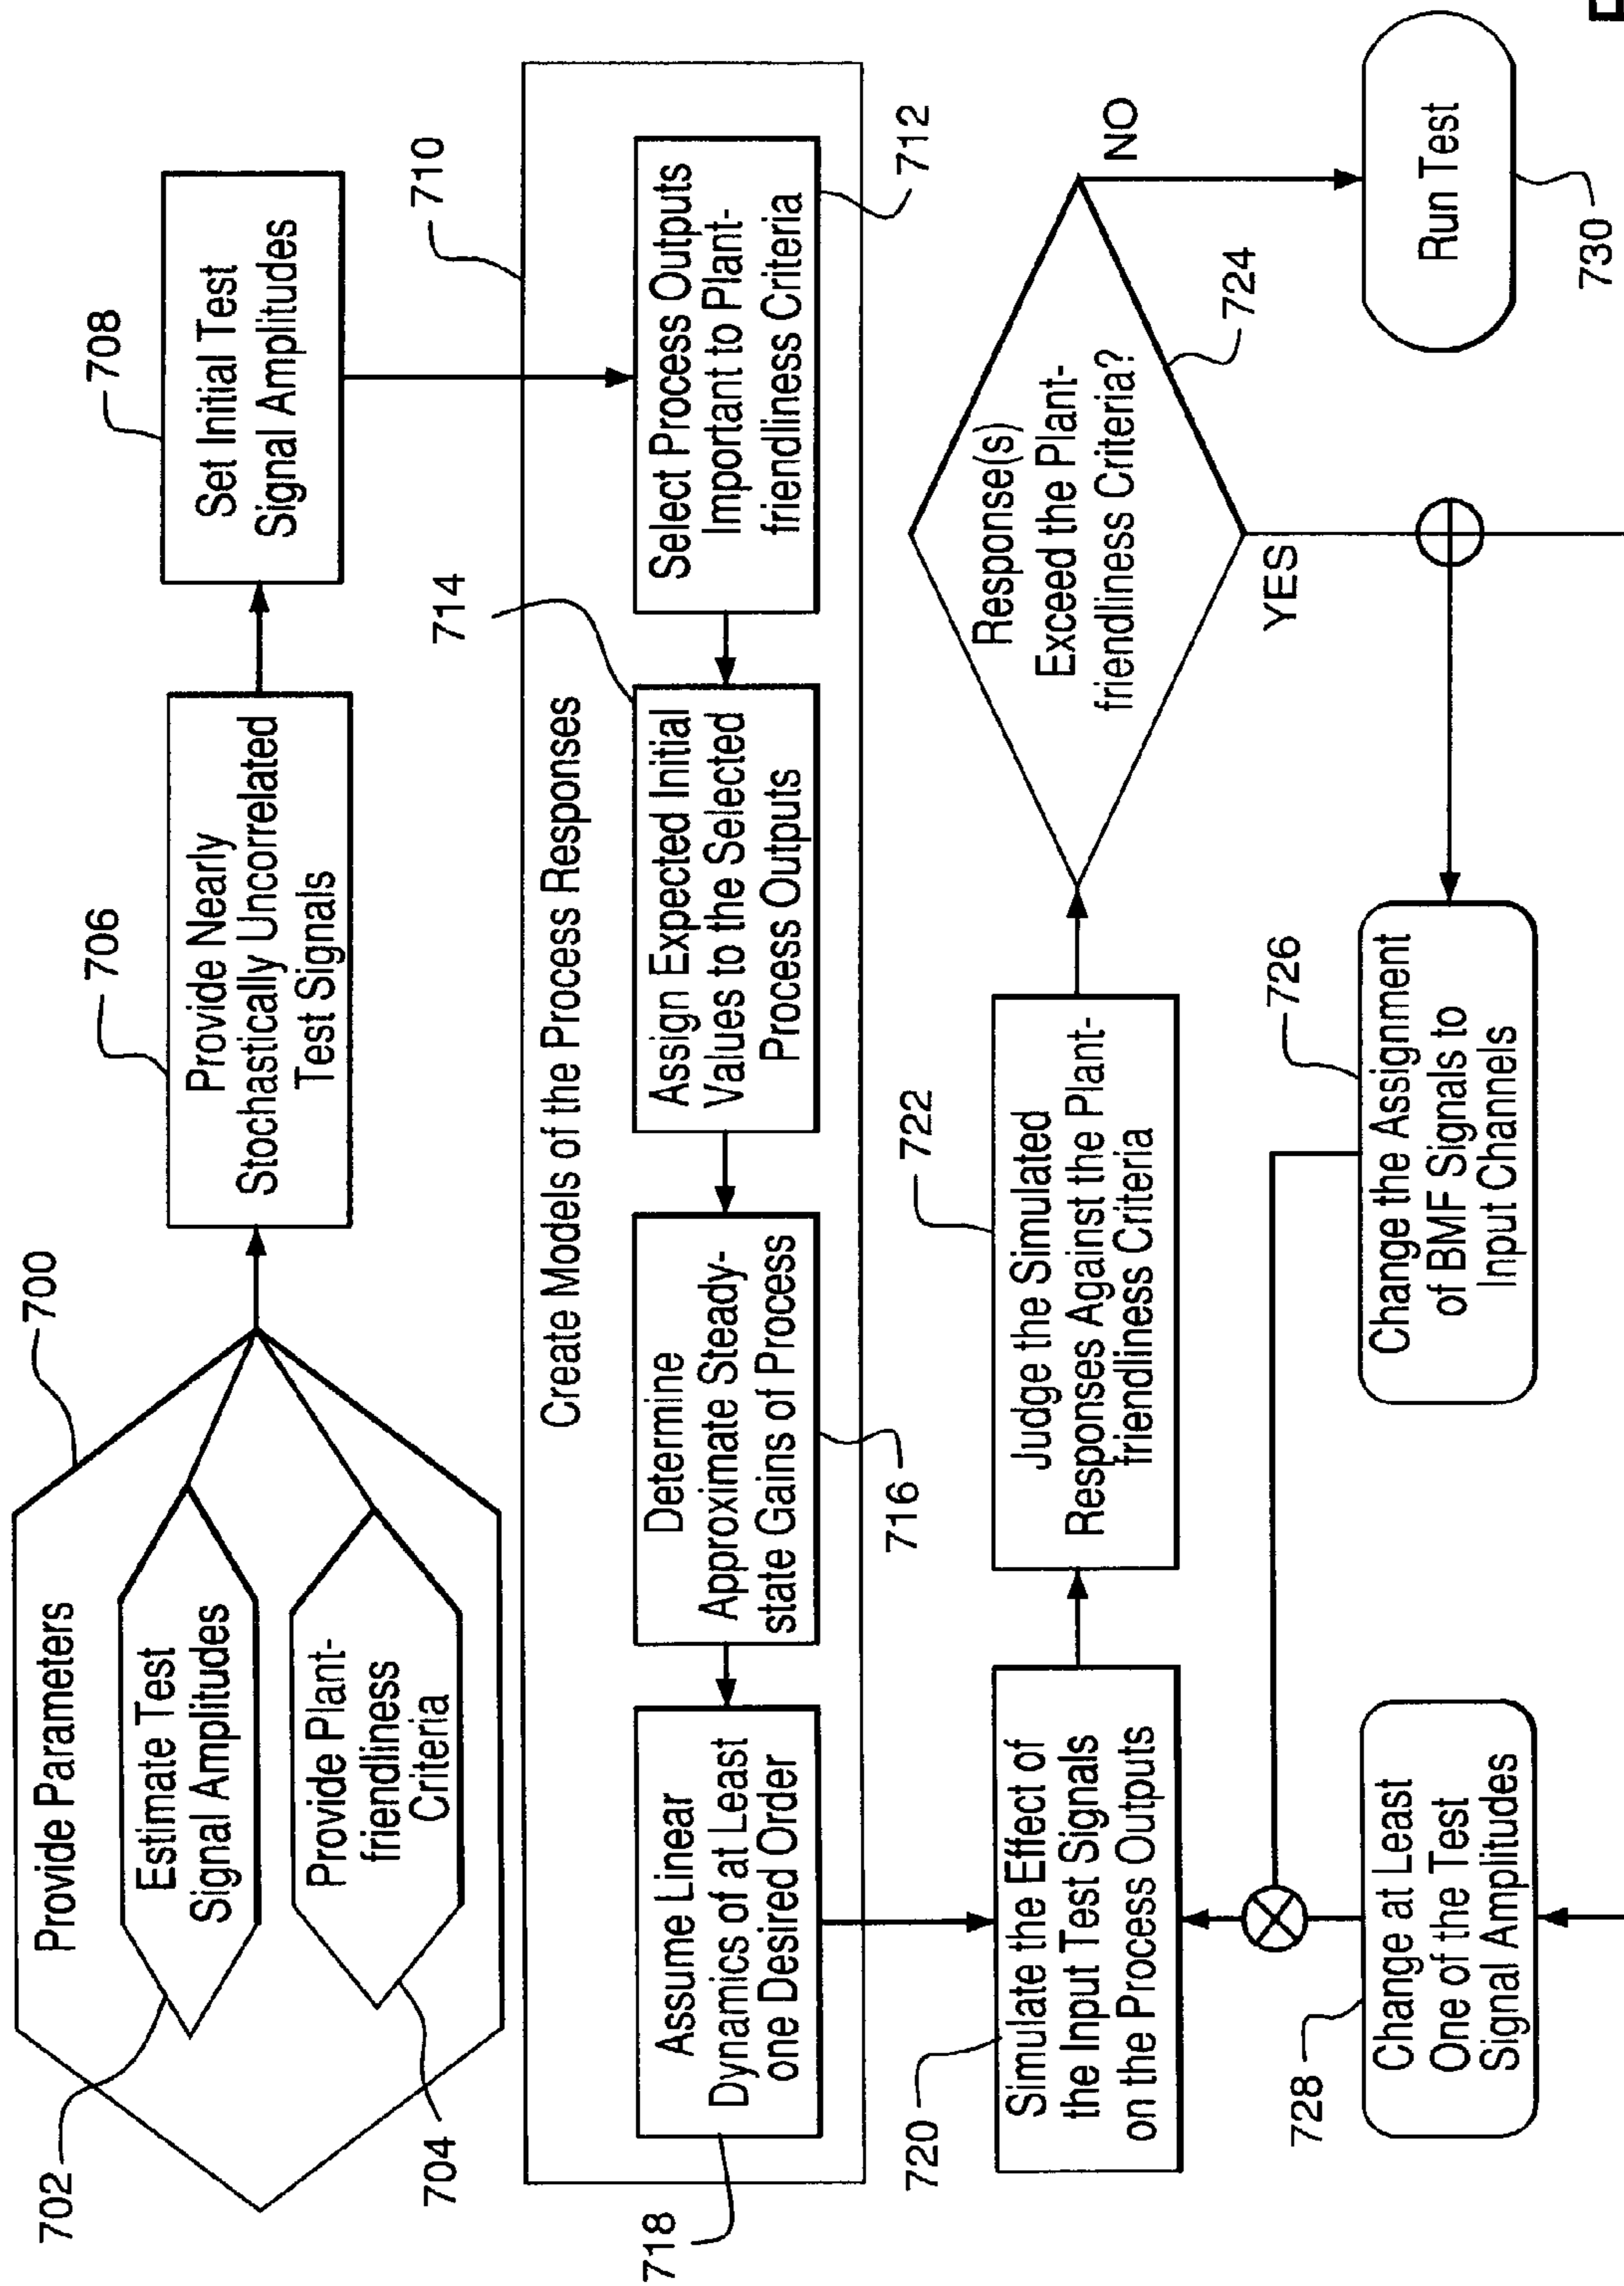 700
Provide Parameters
702
Estimate Test
Signal Amplitudes
704
Provide Plant-
friendliness
Criteria
706
Provide Nearly
Stochastically Uncorrelated
Test Signals
708
Set Initial Test
Signal Amplitudes
710
Create Models of the Process Responses
718
Assume Linear
Dynamics of at Least
one Desired Order
716
Determine
Approximate Steady-
state Gains of Process
714
Assign Expected Initial
Values to the Selected
Process Outputs
712
Select Process Outputs
Important to Plant-
friendliness Criteria
720
Simulate the Effect of
the Input Test Signals
on the Process Outputs
722
Judge the Simulated
Responses Against the Plant-
friendliness Criteria
724
Response(s)
Exceed the Plant-
friendliness Criteria?
NO
YES
728
Change at Least
One of the Test
Signal Amplitudes
726
Change the Assignment
of BMF Signals to
Input Channels
Run Test
730